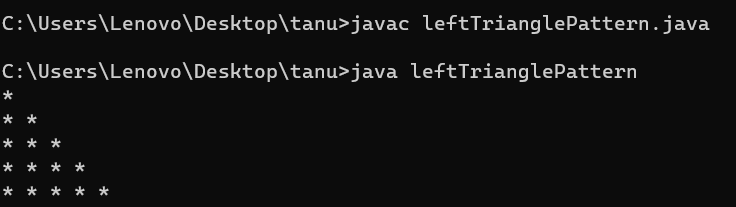 C:\Users\Lenovo\Desktop\tanu>javac leftTrianglePattern.java
C:\Users\Lenovo\Desktop\tanu>java leftTrianglePattern
*
* *
* * *
* * * *
* * * * *